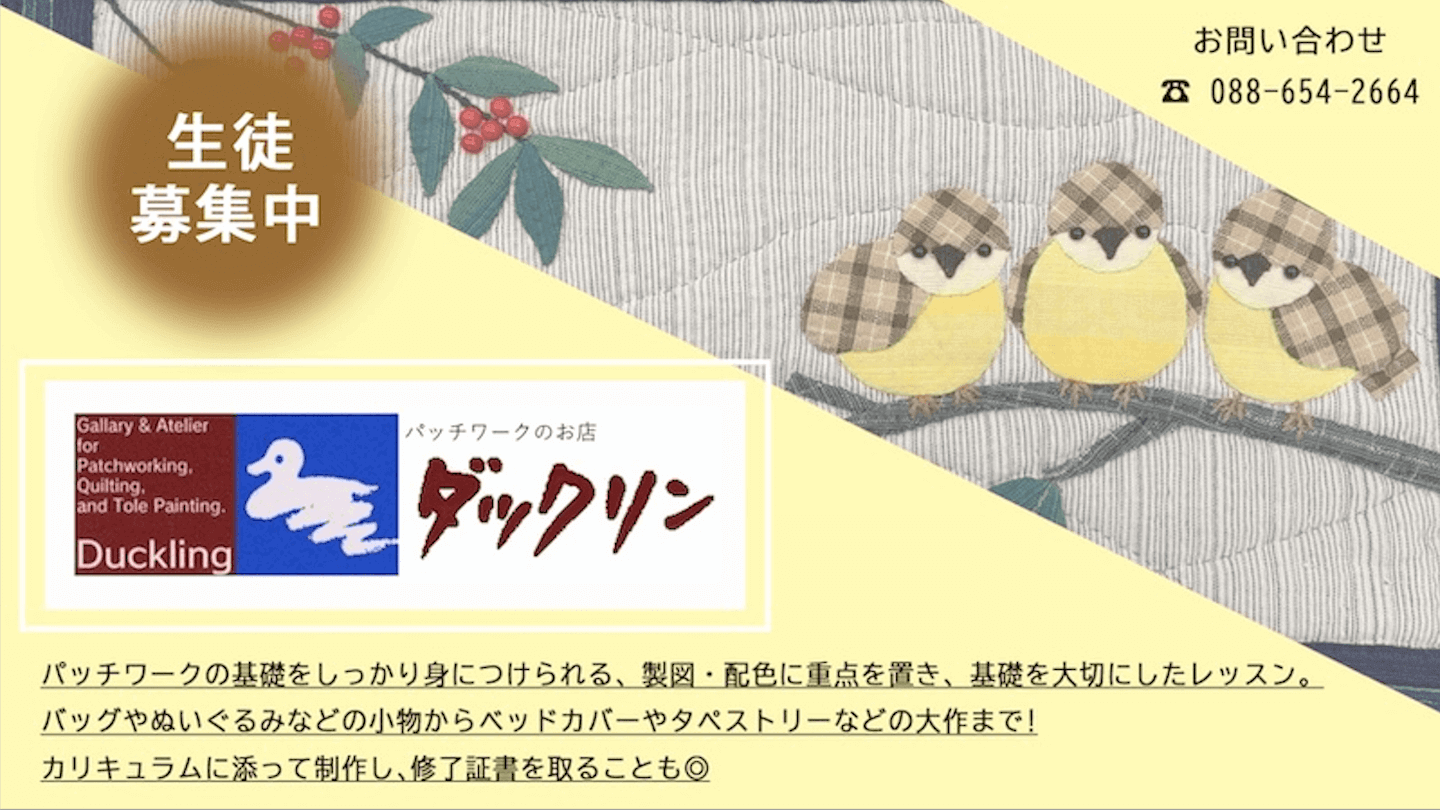 生徒
募集中
お問い合わせ
☎ 088-654-2664
Gallary & Atelier
for
Patchworking,
Quilting,
and Tole Painting.
Duckling
パッチワークのお店
ダックリン
パッチワークの基礎をしっかり身につけられる、製図・配色に重点を置き、基礎を大切にしたレッスン。
バッグやぬいぐるみなどの小物からベッドカバーやタペストリーなどの大作まで!
カリキュラムに添って制作し､修了証書を取ることも◎